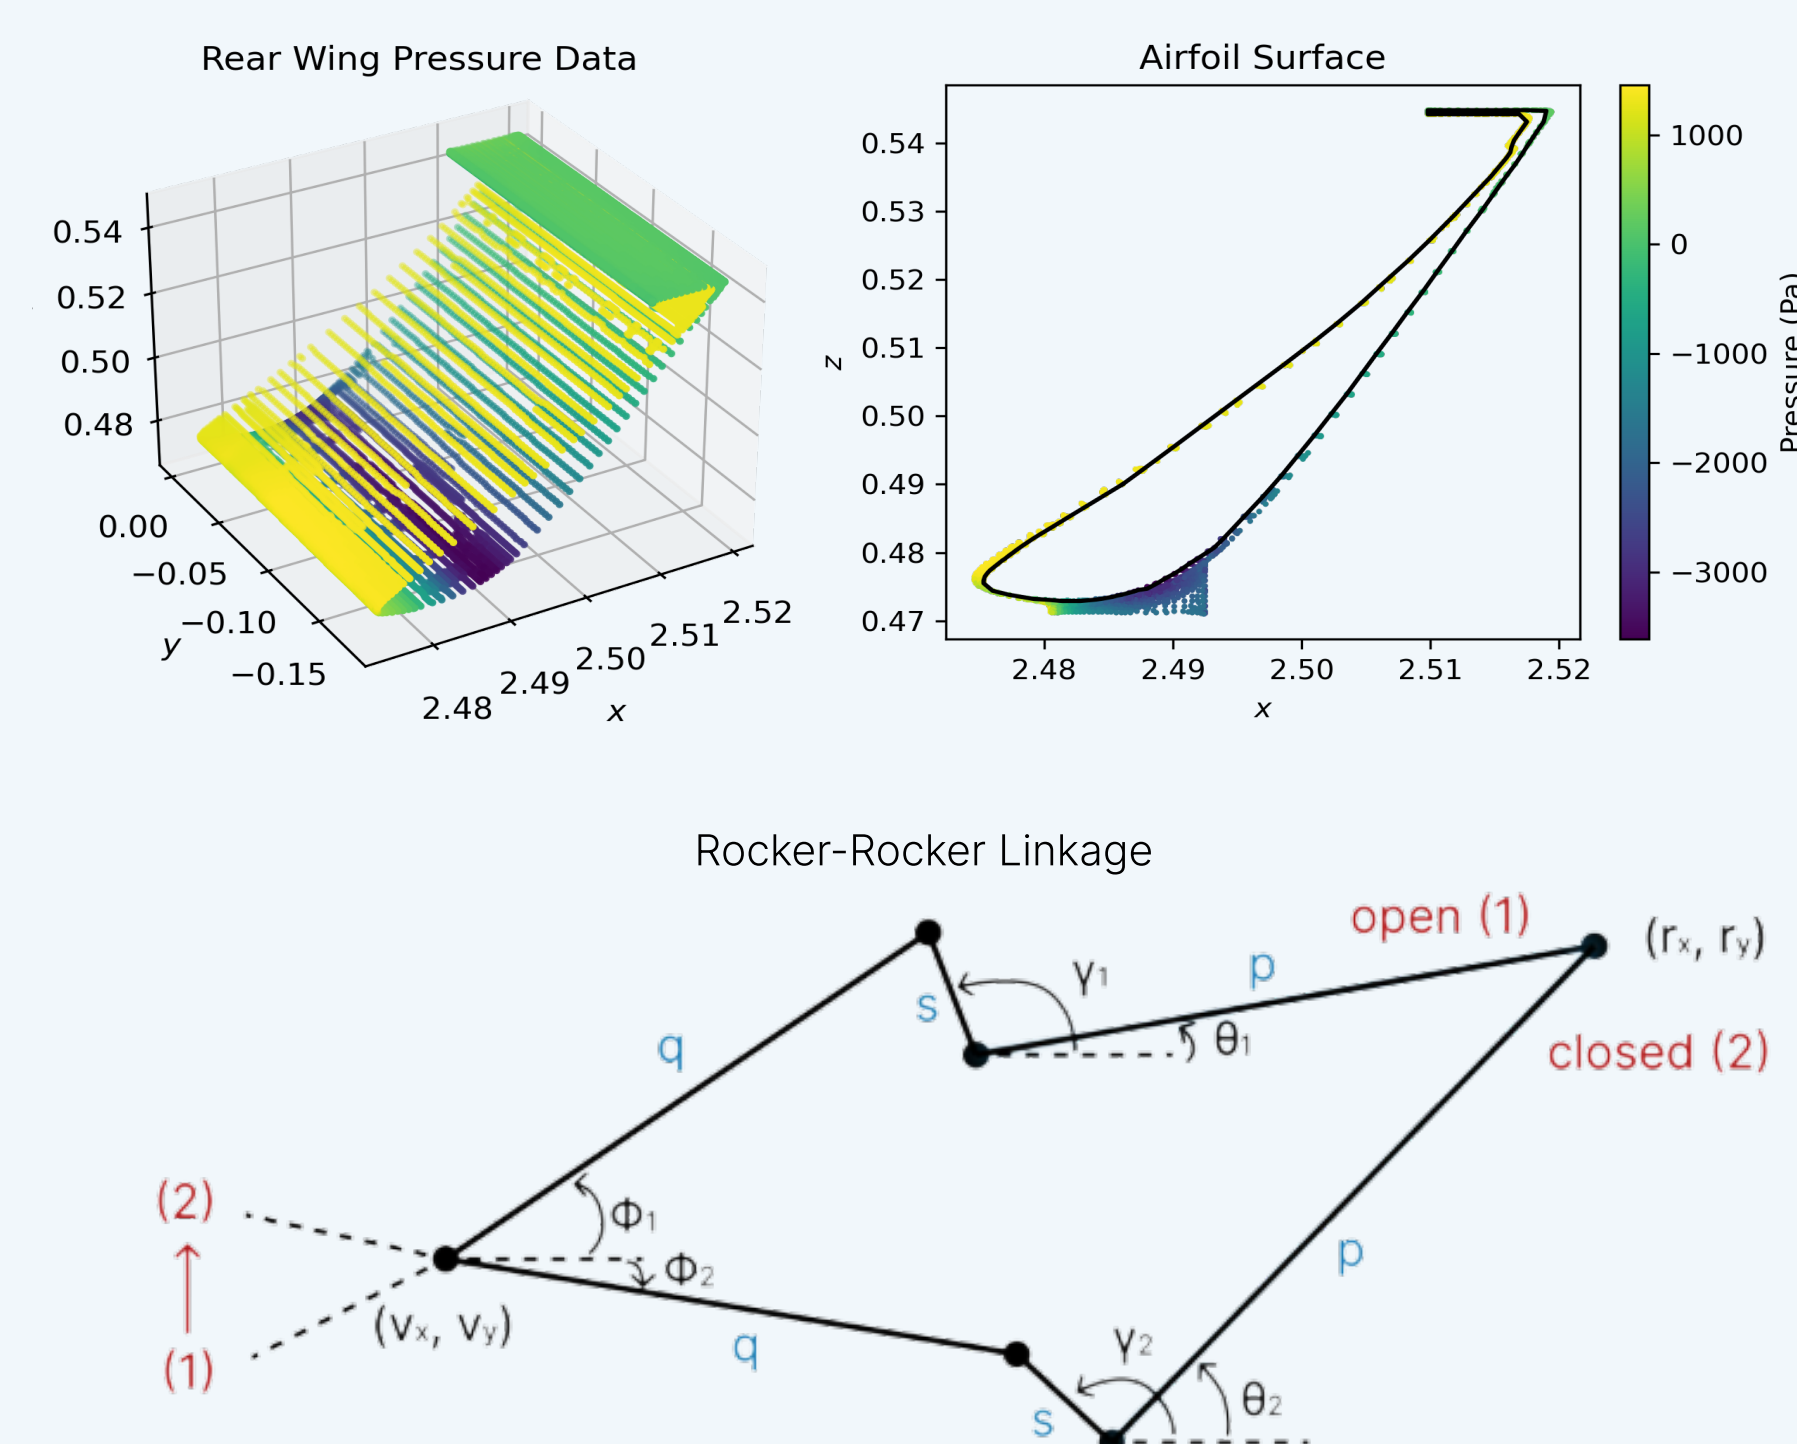 Rear Wing Pressure Data
0.54
0.52
0.50
0.48
0.00
−0.05
−0.10
−0.15
y
2.48
2.49
2.50
2.51
2.52
x
Airfoil Surface
0.54
0.53
0.52
0.51
0.50
0.49
0.48
0.47
z
2.48
2.49
2.50
2.51
2.52
x
1000
0
−1000
−2000
−3000
Pressure (Pa)
Rocker-Rocker Linkage
open (1)
(rx, ry)
p
γ1
s
θ1
q
closed (2)
(2)
Φ1
Φ2
p
(vx, vy)
q
(1)
γ2
θ2
s